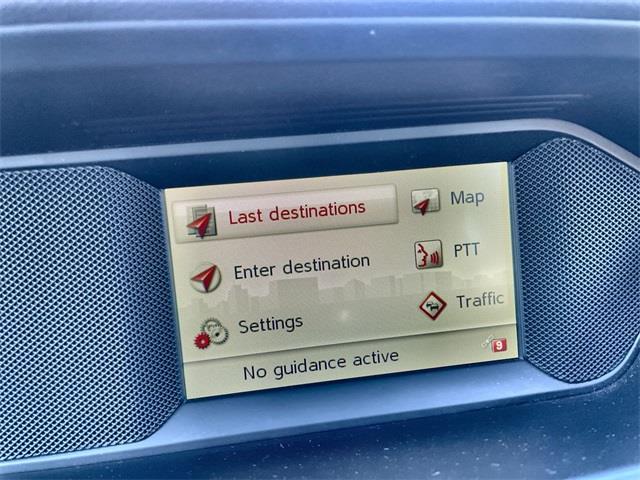 Last destinations
Map
Enter destination
PTT
Settings
Traffic
No guidance active
9